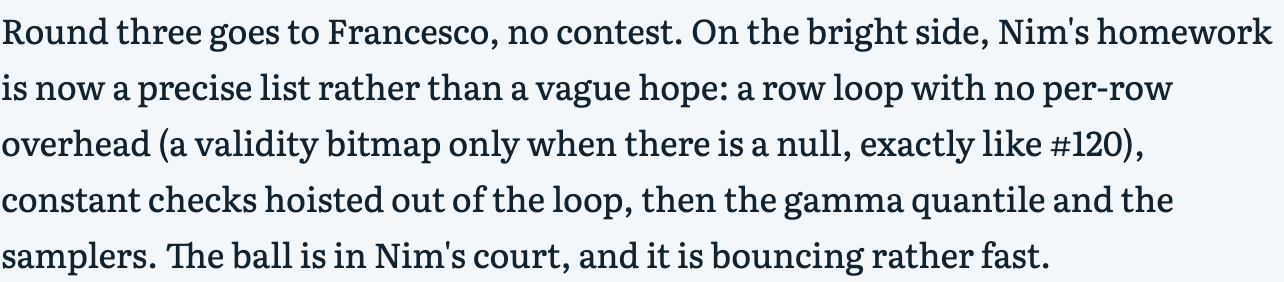 Round three goes to Francesco, no contest. On the bright side, Nim's homework
is now a precise list rather than a vague hope: a row loop with no per-row
overhead (a validity bitmap only when there is a null, exactly like #120),
constant checks hoisted out of the loop, then the gamma quantile and the
samplers. The ball is in Nim's court, and it is bouncing rather fast.